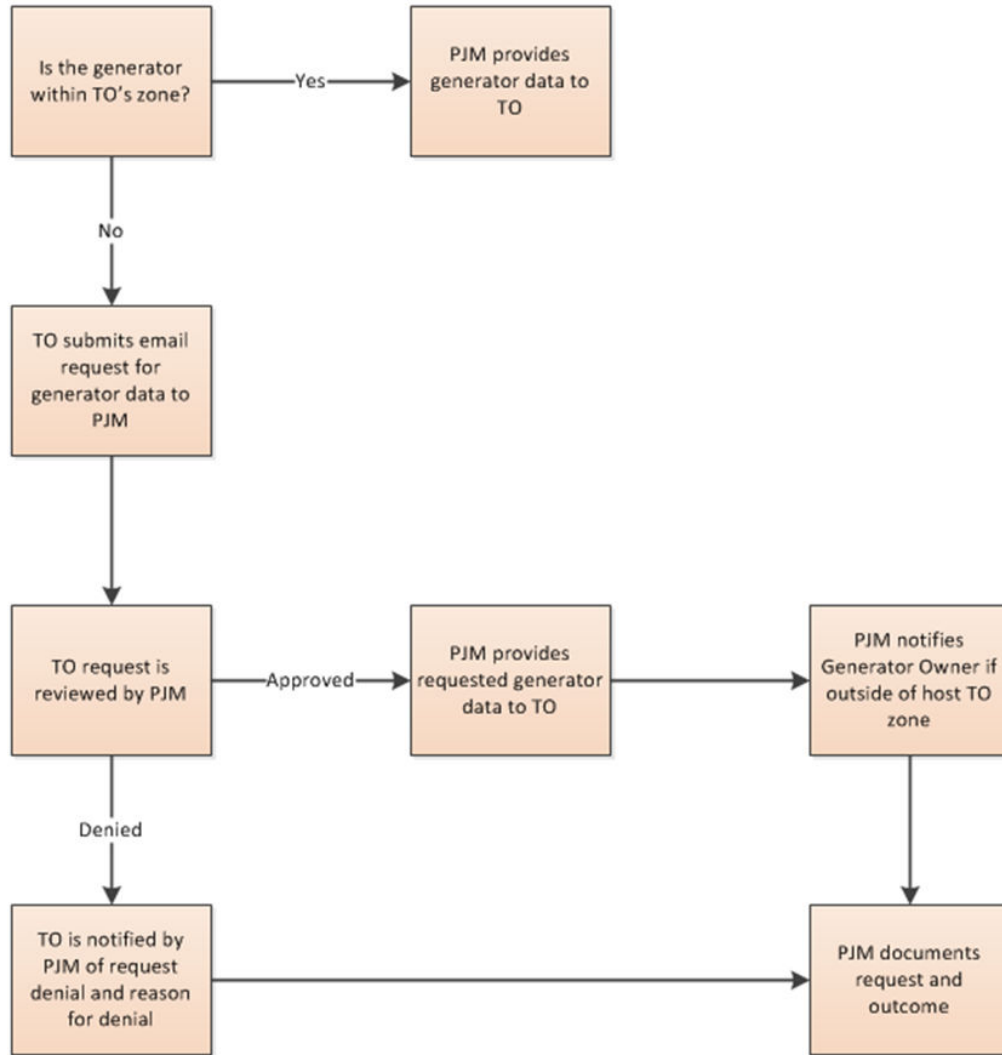 Is the generator
within TO's zone?
Yes
PJM provides
generator data to
TO
No
TO submits email
request for
generator data to
PJM
TO request is
reviewed by PJM
Approved
PJM provides
requested generator
data to TO
PJM notifies
Generator Owner if
outside of host TO
zone
Denied
TO is notified by
PJM of request
denial and reason
for denial
PJM documents
request and
outcome